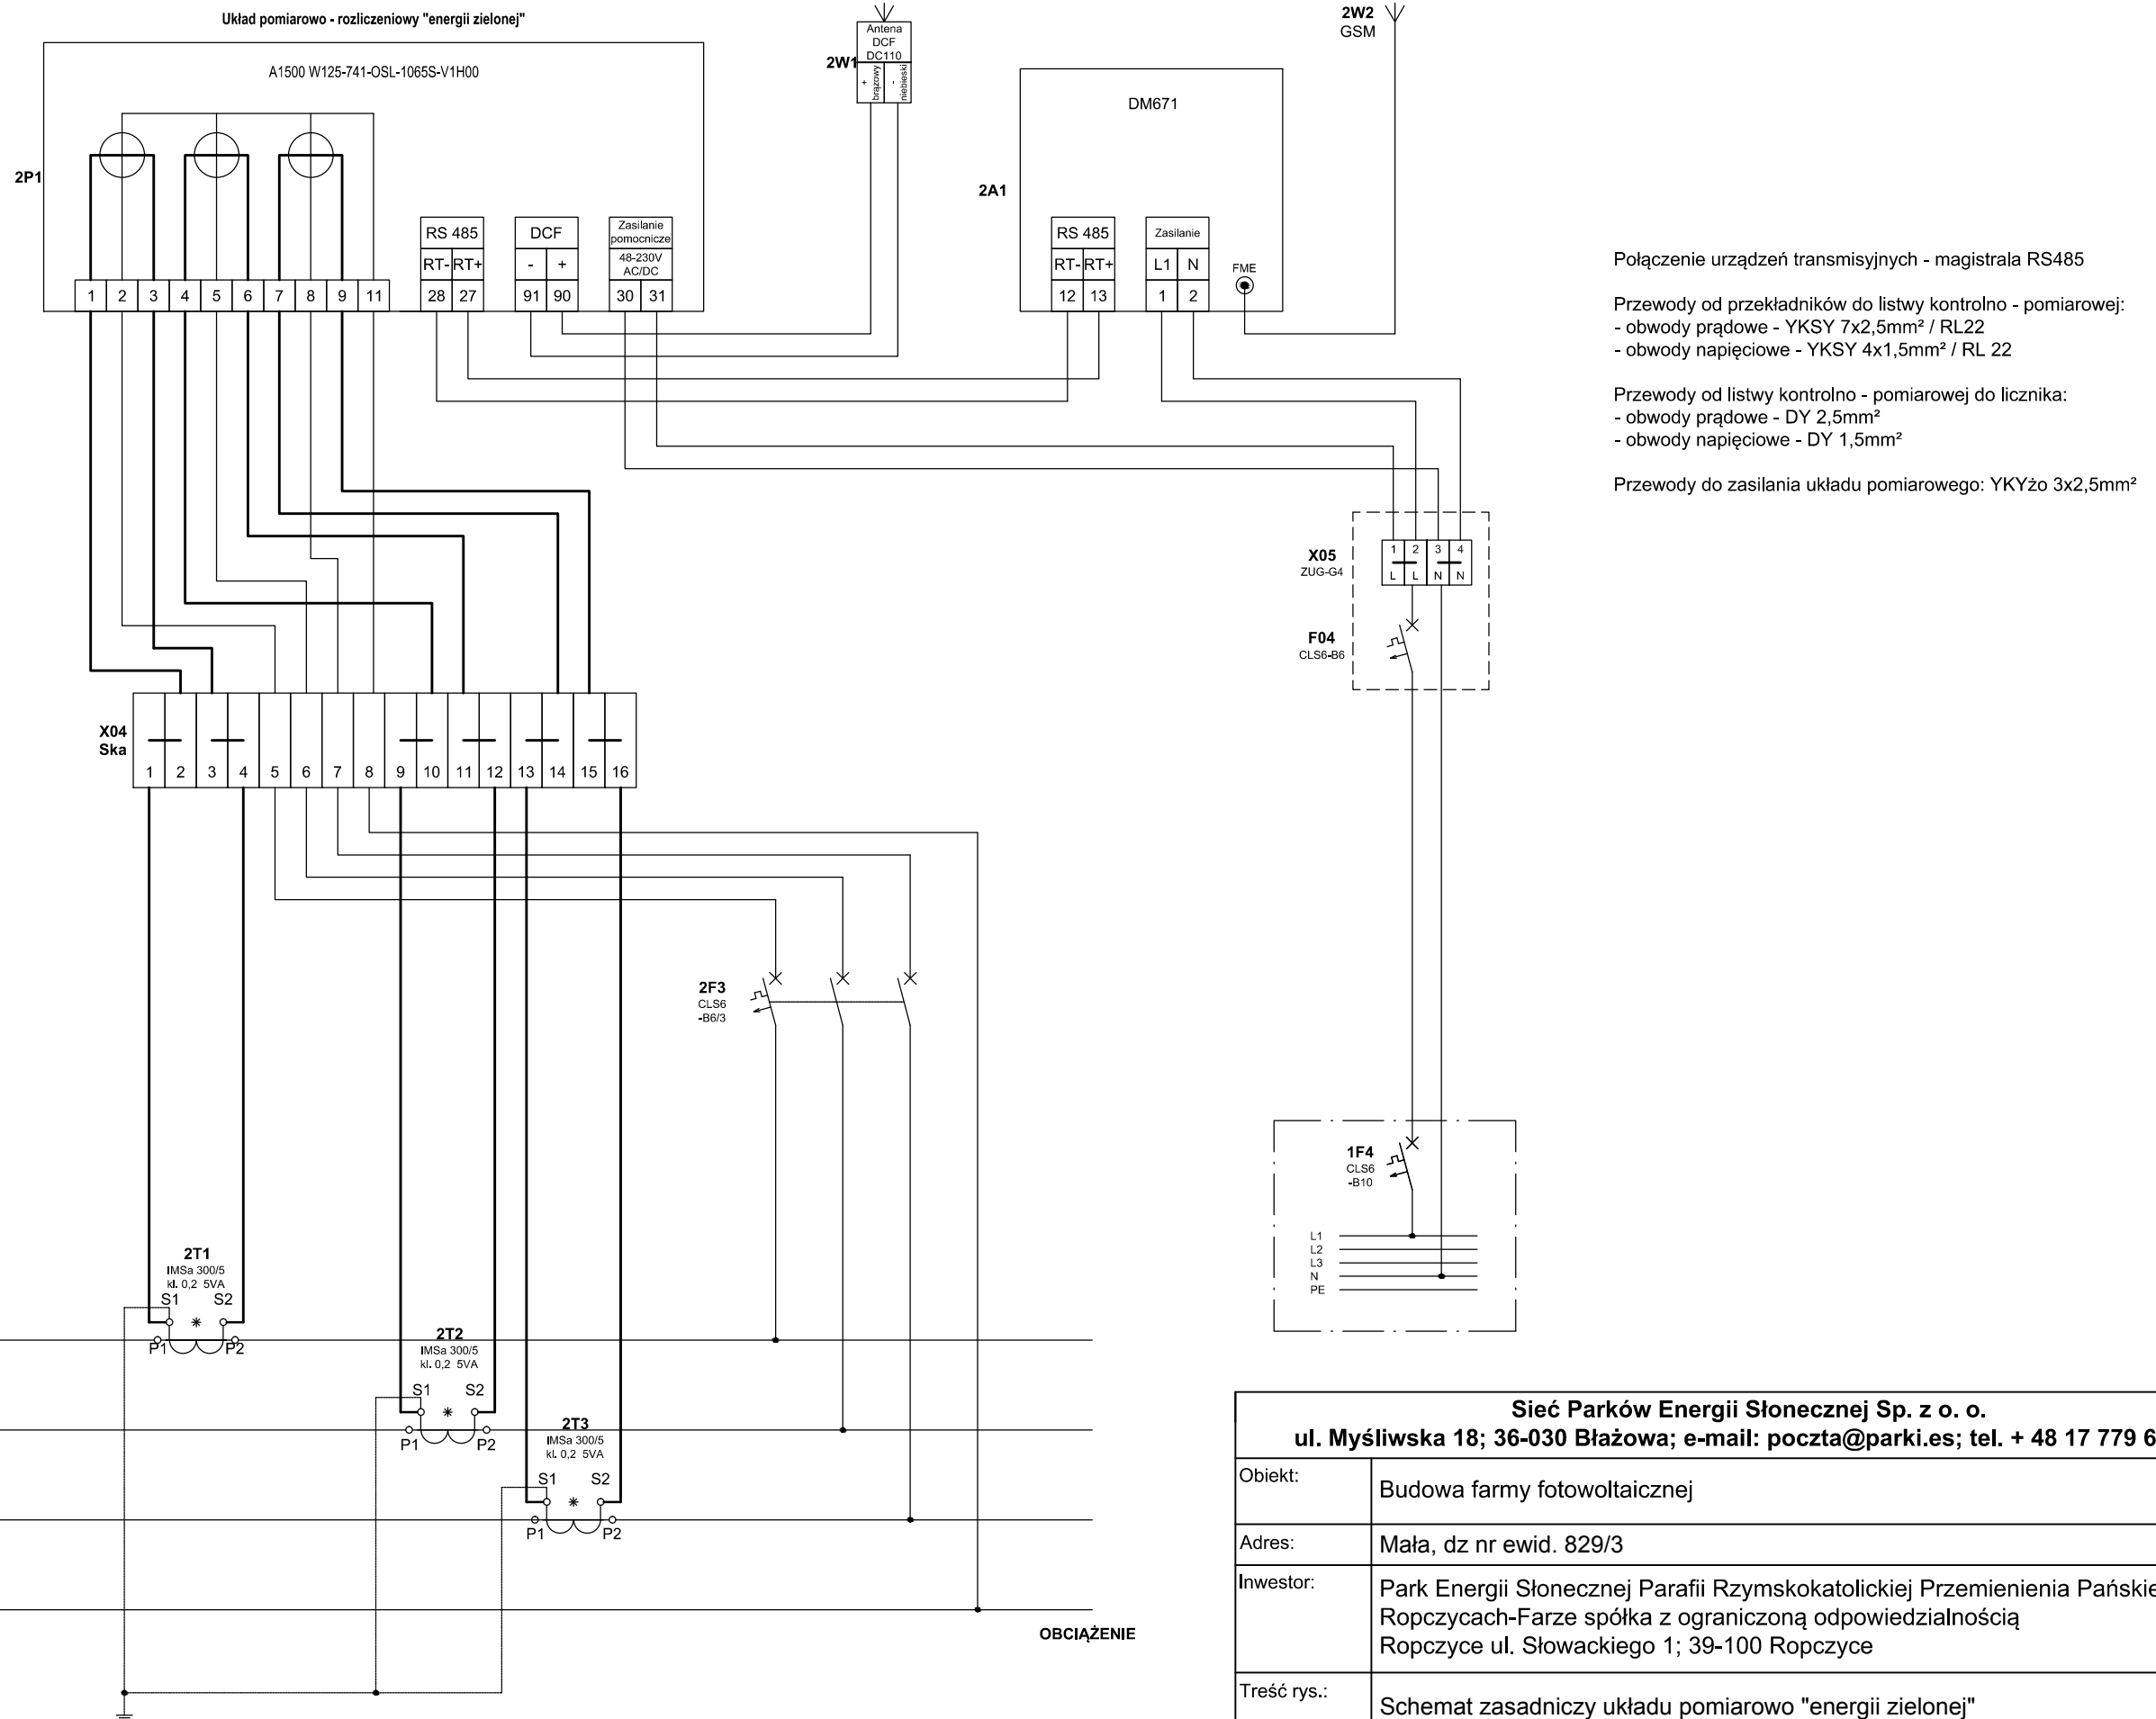 Układ pomiarowo - rozliczeniowy "energii zielonej"
A1500 W125-741-OSL-1065S-V1H00
2P1
RS 485
RT- RT+
28 27
DCF
- +
91 90
Zasilanie
pomocnicze
48-230V
AC/DC
30 31
1 2 3 4 5 6 7 8 9 11
2W1
Antena
DCF
DC110
+ -
brązowy
niebieski
2W2
GSM
DM671
2A1
RS 485
RT- RT+
12 13
Zasilanie
L1 N
1 2
FME
Połączenie urządzeń transmisyjnych - magistrala RS485
Przewody od przekładników do listwy kontrolno - pomiarowej:
- obwody prądowe - YKSY 7x2,5mm² / RL22
- obwody napięciowe - YKSY 4x1,5mm² / RL 22
Przewody od listwy kontrolno - pomiarowej do licznika:
- obwody prądowe - DY 2,5mm²
- obwody napięciowe - DY 1,5mm²
Przewody do zasilania układu pomiarowego: YKYżo 3x2,5mm²
X05
ZUG-G4
1 2 3 4
L L N N
F04
CLS6-B6
X04
Ska
1 2 3 4 5 6 7 8 9 10 11 12 13 14 15 16
2F3
CLS6
-B6/3
1F4
CLS6
-B10
L1
L2
L3
N
PE
2T1
IMSa 300/5
kl. 0,2 5VA
S1 S2
P1 P2
2T2
IMSa 300/5
kl. 0,2 5VA
S1 S2
P1 P2
2T3
IMSa 300/5
kl. 0,2 5VA
S1 S2
P1 P2
OBCIĄŻENIE
Sieć Parków Energii Słonecznej Sp. z o. o.
ul. Myśliwska 18; 36-030 Błażowa; e-mail: poczta@parki.es; tel. + 48 17 779 6
Obiekt:
Budowa farmy fotowoltaicznej
Adres:
Mała, dz nr ewid. 829/3
Inwestor:
Park Energii Słonecznej Parafii Rzymskokatolickiej Przemienienia Pańskie
Ropczycach-Farze spółka z ograniczoną odpowiedzialnością
Ropczyce ul. Słowackiego 1; 39-100 Ropczyce
Treść rys.:
Schemat zasadniczy układu pomiarowo "energii zielonej"